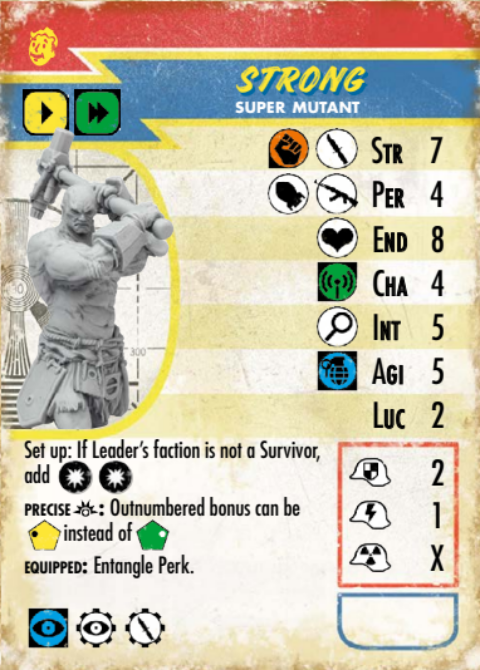 STRONG
SUPER MUTANT
STR 7
PER 4
END 8
CHA 4
INT 5
AGI 5
LUC 2
300
Set up: If Leader's faction is not a Survivor,
add
PRECISE : Outnumbered bonus can be
instead of
EQUIPPED: Entangle Perk.
2
1
X